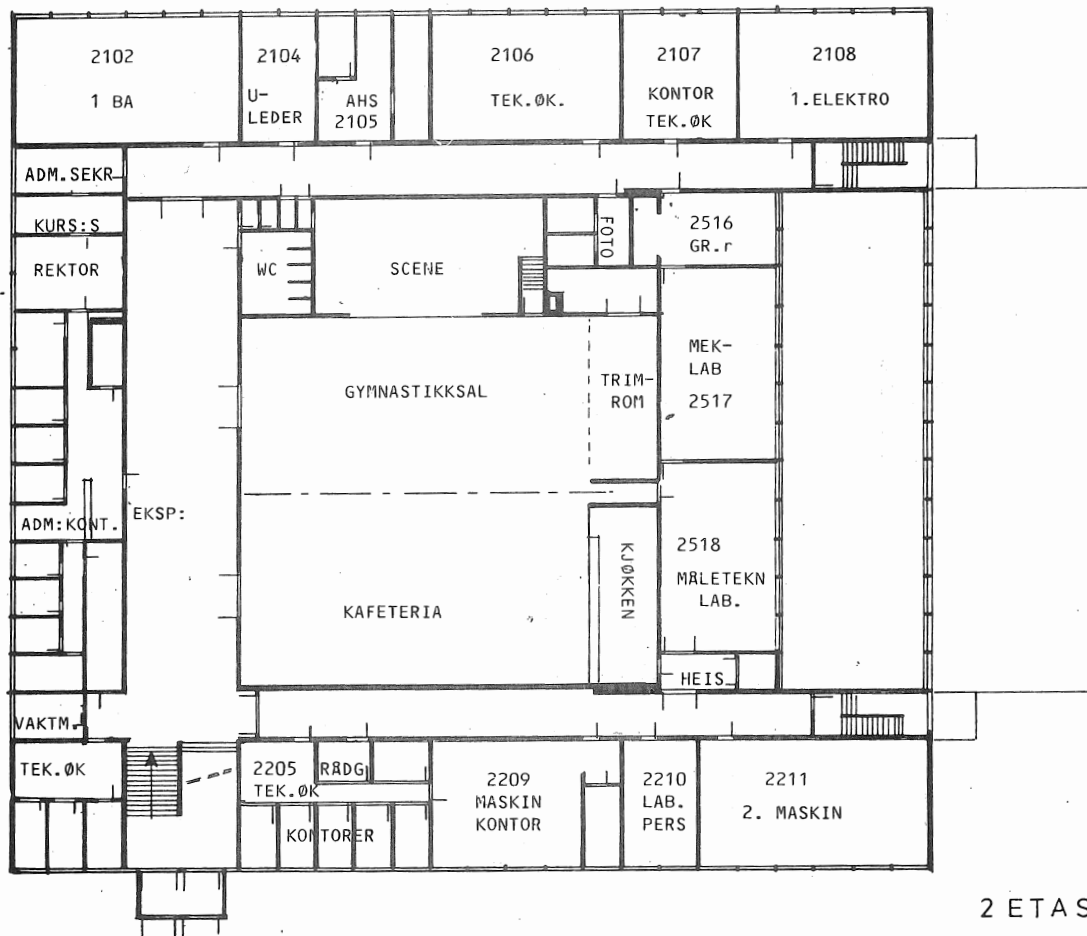 2102
1 BA
2104
U-
LEDER
AHS
2105
2106
TEK.ØK.
2107
KONTOR
TEK.ØK
2108
1.ELEKTRO
ADM.SEKR
KURS:S
REKTOR
WC
SCENE
FOTO
2516
GR.r
GYMNASTIKKSAL
TRIM-
ROM
MEK-
LAB
2517
ADM:KONT.
EKSP:
KAFETERIA
KJØKKEN
2518
MÅLETEKN
LAB.
HEIS
VAKTM.
TEK.ØK
2205
TEK.ØK
RÅDG
KONTORER
2209
MASKIN
KONTOR
2210
LAB.
PERS
2211
2. MASKIN
2 ETAS